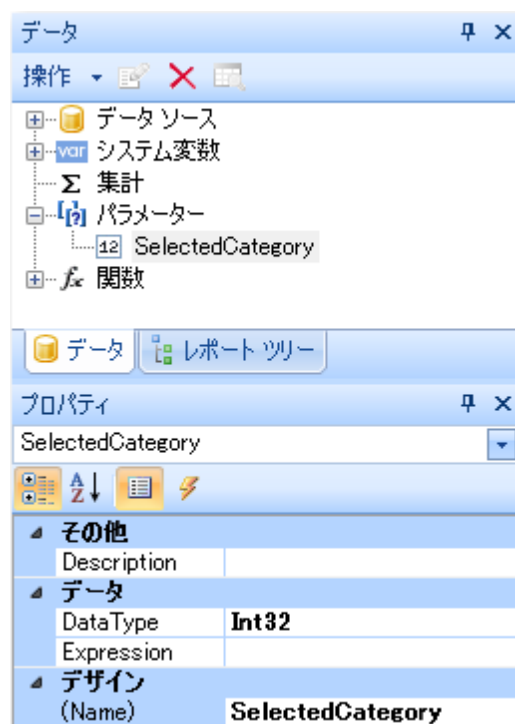 データ
操作
データ ソース
var システム変数
Σ 集計
[?] パラメーター
12 SelectedCategory
fx 関数
データ レポート ツリー
プロパティ
SelectedCategory
A Z
その他
Description
データ
DataType Int32
Expression
デザイン
(Name) SelectedCategory